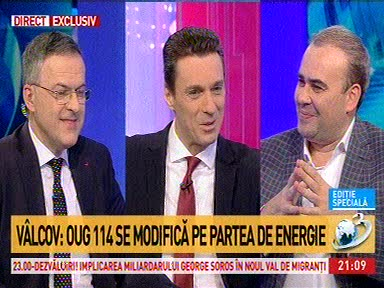 DIRECT EXCLUSIV
EDIȚIE
SPECIALĂ
VÂLCOV: OUG 114 SE MODIFICĂ PE PARTEA DE ENERGIE
23.00-DEZVĂLUIRI! IMPLICAREA MILIARDARULUI GEORGE SOROS ÎN NOUL VAL DE MIGRANȚI
21:09